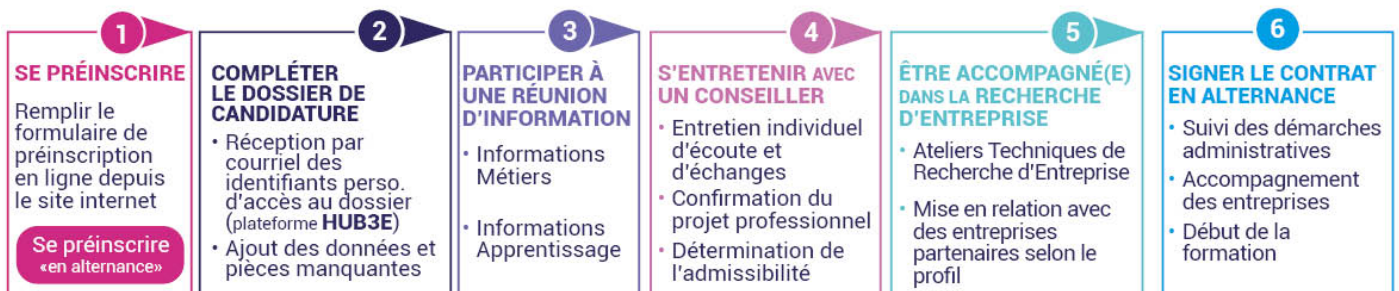 1
SE PRÉINSCRIRE
Remplir le
formulaire de
préinscription
en ligne depuis
le site internet
Se préinscrire
«en alternance»
2
COMPLÉTER
LE DOSSIER DE
CANDIDATURE
• Réception par
courriel des
identifiants perso.
d'accès au dossier
(plateforme HUB3E)
• Ajout des données et
pièces manquantes
3
PARTICIPER À
UNE RÉUNION
D'INFORMATION
• Informations
Métiers
• Informations
Apprentissage
4
S'ENTRETENIR AVEC
UN CONSEILLER
• Entretien individuel
d'écoute et
d'échanges
• Confirmation du
projet professionnel
• Détermination de
l'admissibilité
5
ÊTRE ACCOMPAGNÉ(E)
DANS LA RECHERCHE
D'ENTREPRISE
• Ateliers Techniques de
Recherche d'Entreprise
• Mise en relation avec
des entreprises
partenaires selon le
profil
6
SIGNER LE CONTRAT
EN ALTERNANCE
• Suivi des démarches
administratives
• Accompagnement
des entreprises
• Début de la
formation